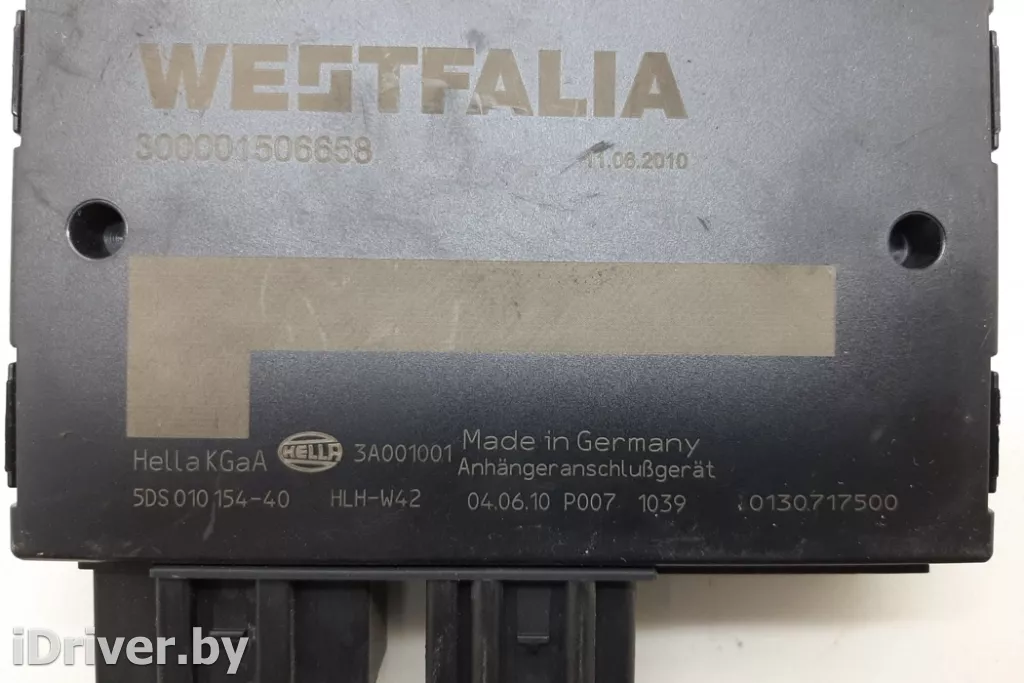 WESTFALIA
300001506658 11.06.2010
Hella KGaA HELLA 3A001001 Made in Germany
Anhängeranschlußgerät
5DS 010 154-40 HLH-W42 04.06.10 P007 1039 0130717500
iDriver.by